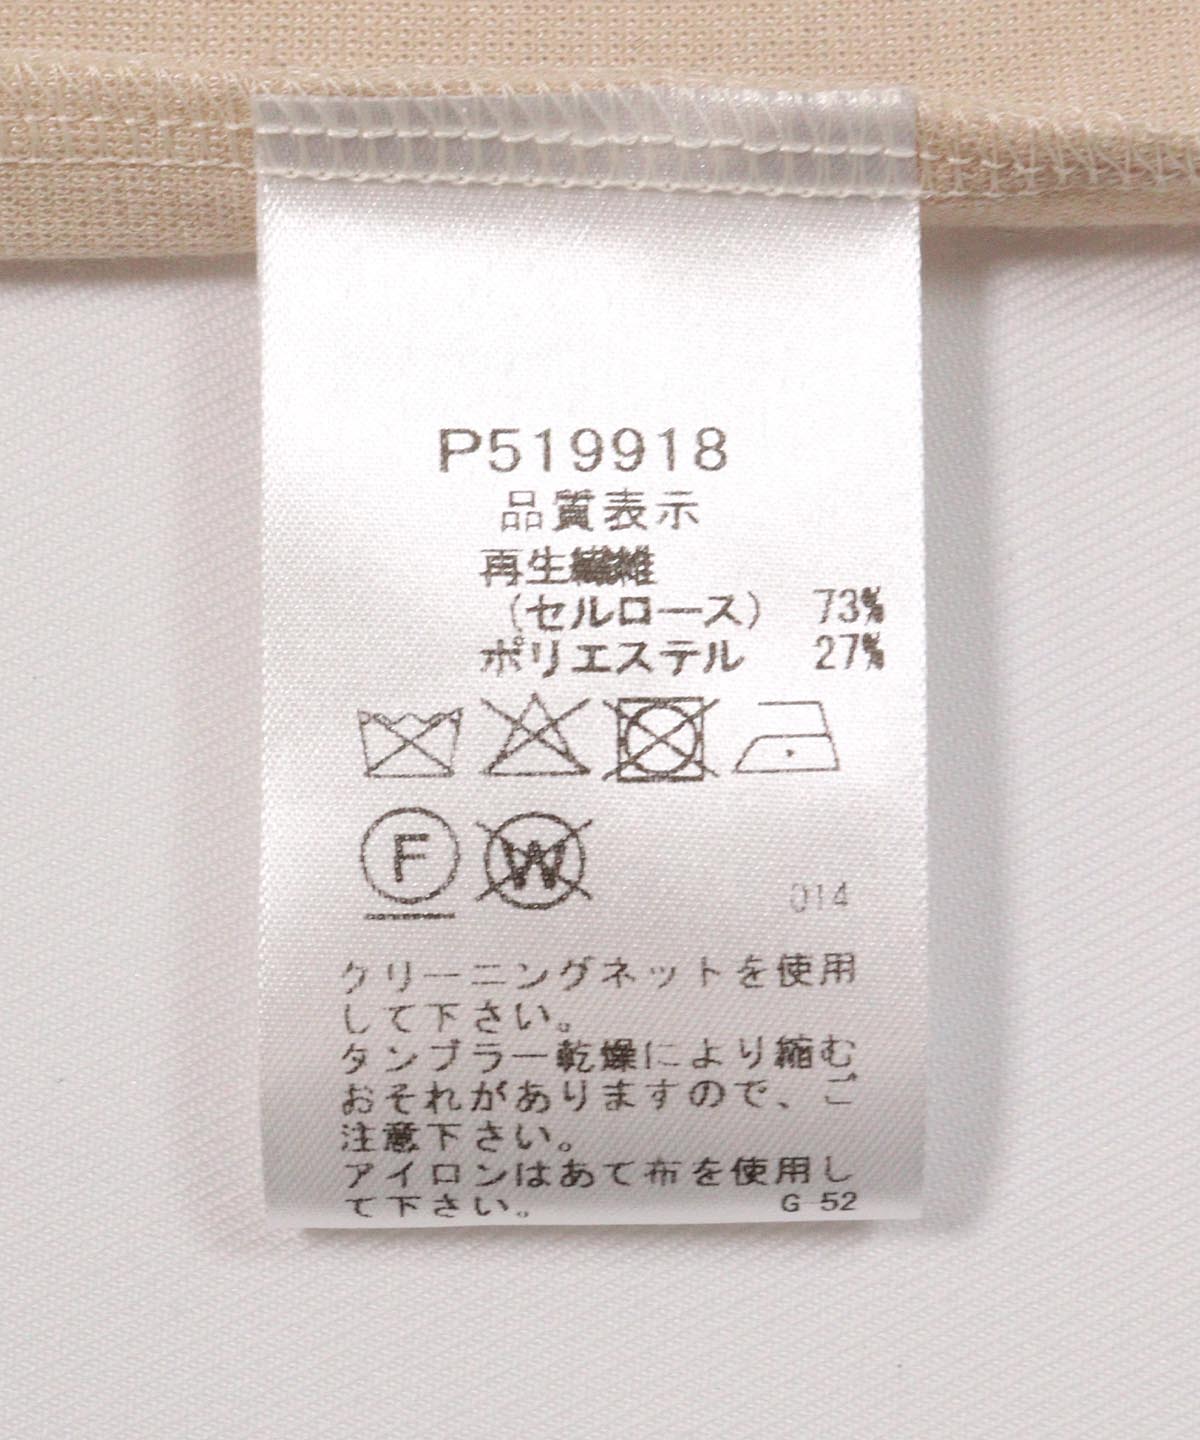 P519918
品質表示
再生繊維
(セルロース) 73%
ポリエステル 27%
F W
014
クリーニングネットを使用
して下さい。
タンブラー乾燥により縮む
おそれがありますので、ご
注意下さい。
アイロンはあて布を使用し
て下さい。 G 52